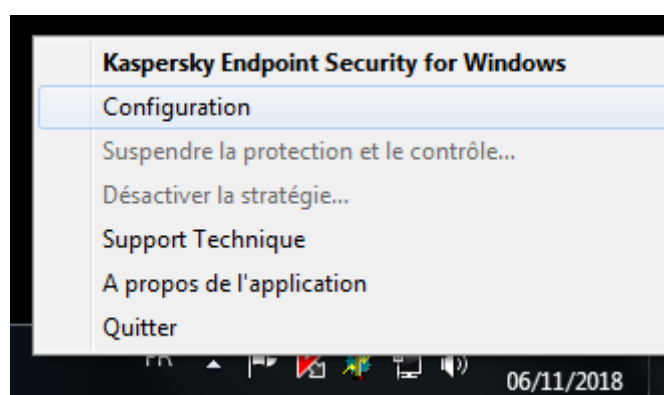 Kaspersky Endpoint Security for Windows
Configuration
Suspendre la protection et le contrôle...
Désactiver la stratégie...
Support Technique
A propos de l'application
Quitter
FR
06/11/2018